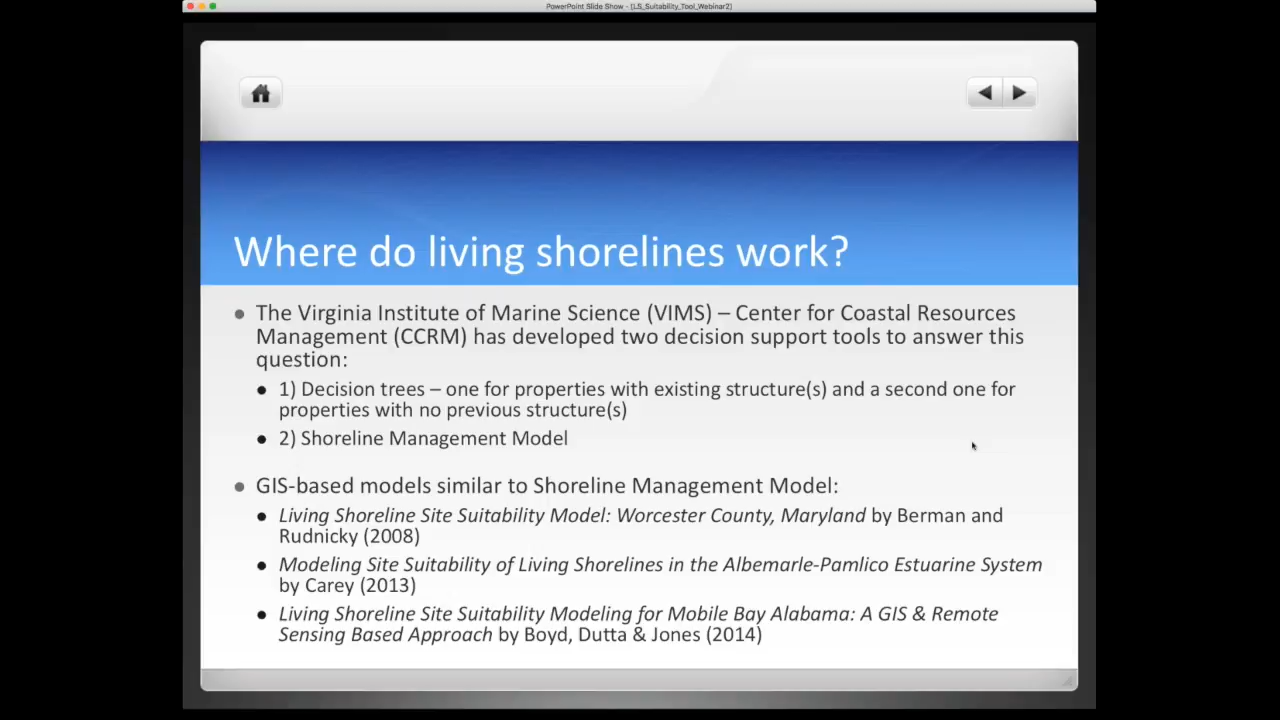 PowerPoint Slide Show - [LS_Suitability_Tool_Webinar2]
Where do living shorelines work?
The Virginia Institute of Marine Science (VIMS) – Center for Coastal Resources
Management (CCRM) has developed two decision support tools to answer this
question:
1) Decision trees – one for properties with existing structure(s) and a second one for
properties with no previous structure(s)
2) Shoreline Management Model
GIS-based models similar to Shoreline Management Model:
Living Shoreline Site Suitability Model: Worcester County, Maryland by Berman and
Rudnicky (2008)
Modeling Site Suitability of Living Shorelines in the Albemarle-Pamlico Estuarine System
by Carey (2013)
Living Shoreline Site Suitability Modeling for Mobile Bay Alabama: A GIS & Remote
Sensing Based Approach by Boyd, Dutta & Jones (2014)